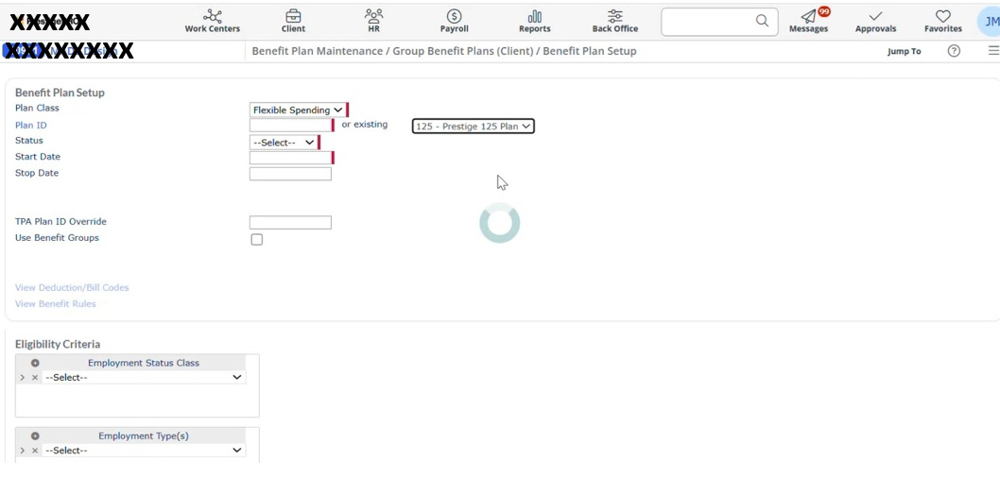 XXXXX
Work Centers
Client
HR
Payroll
Reports
Back Office
99
Messages
Approvals
Favorites
JM
XXXXXXXX
Benefit Plan Maintenance / Group Benefit Plans (Client) / Benefit Plan Setup
Jump To
?
Benefit Plan Setup
Plan Class
Flexible Spending
Plan ID
or existing
125 - Prestige 125 Plan
Status
--Select--
Start Date
Stop Date
TPA Plan ID Override
Use Benefit Groups
View Deduction/Bill Codes
View Benefit Rules
Eligibility Criteria
Employment Status Class
--Select--
Employment Type(s)
--Select--